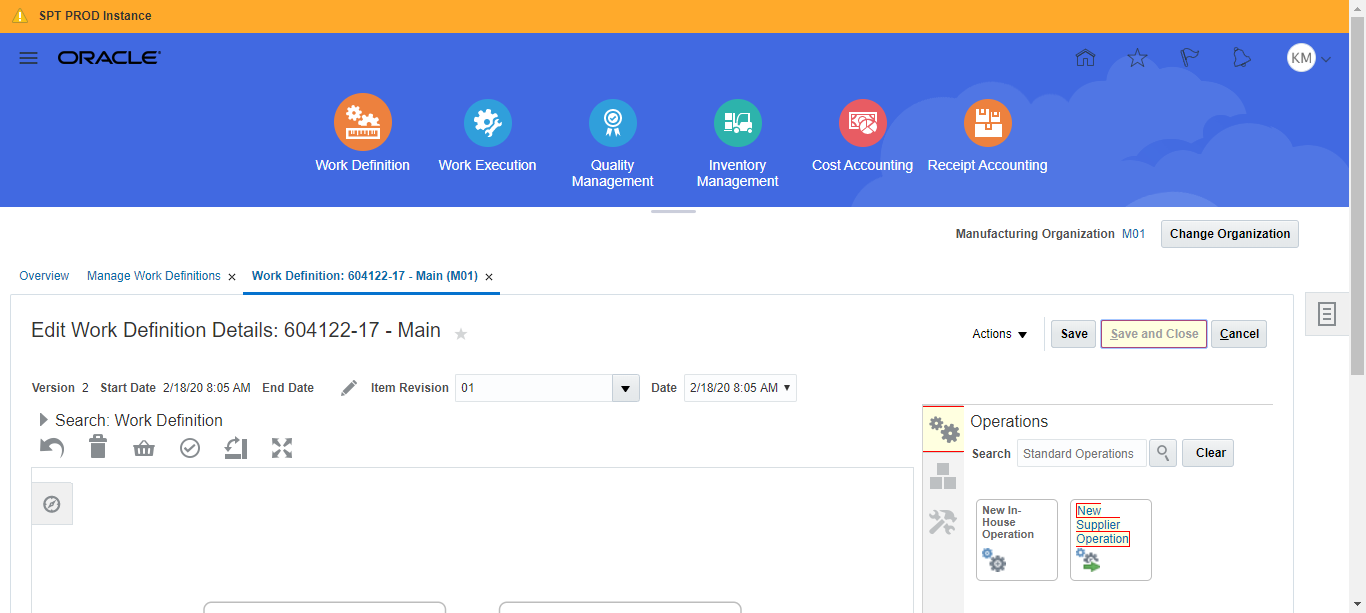 SPT PROD Instance
ORACLE
KM
Work Definition
Work Execution
Quality
Management
Inventory
Management
Cost Accounting
Receipt Accounting
Manufacturing Organization M01 Change Organization
Overview Manage Work Definitions × Work Definition: 604122-17 - Main (M01) ×
Edit Work Definition Details: 604122-17 - Main
Actions Save Save and Close Cancel
Version 2 Start Date 2/18/20 8:05 AM End Date Item Revision 01 Date 2/18/20 8:05 AM
Search: Work Definition
Operations
Search Standard Operations Clear
New In-
House
Operation
New
Supplier
Operation